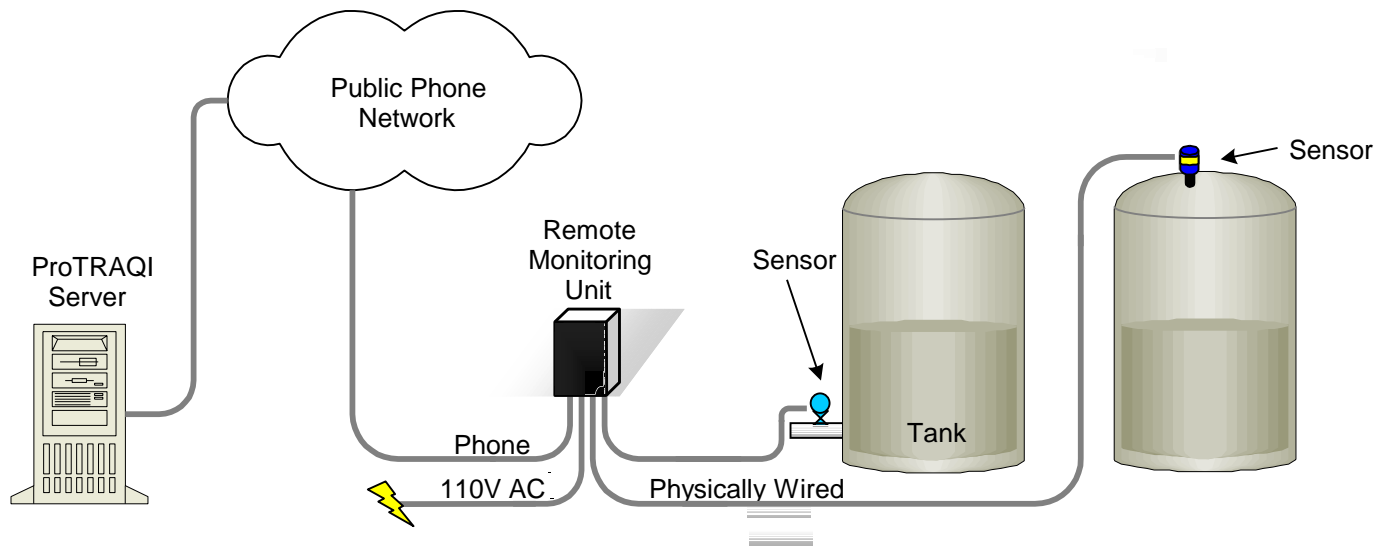 Public Phone
Network
Sensor
Remote
Monitoring
Unit
Sensor
ProTRAQI
Server
Tank
Phone
110V AC
Physically Wired